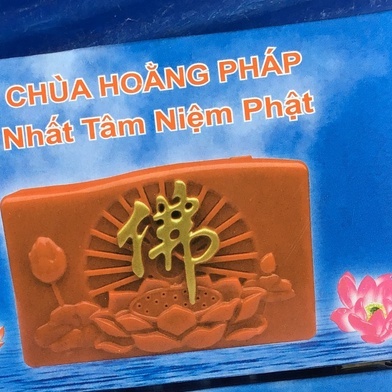 CHÙA HOẰNG PHÁP
Nhất Tâm Niệm Phật
佛